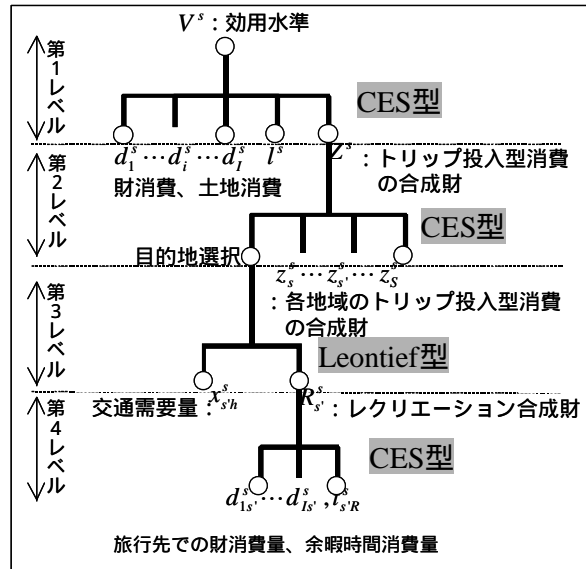 V^s：効用水準
第1レベル
CES型
d_1^s … d_i^s … d_I^s l^s Z^s：トリップ投入型消費
の合成財
財消費、土地消費
第2レベル
CES型
目的地選択
z_s^s … z_{s'}^s … z_S^s
：各地域のトリップ投入型消費
の合成財
第3レベル
Leontief型
交通需要量：x_{s'h}^s R_{s'}^s：レクリエーション合成財
第4レベル
CES型
d_{1s'}^s … d_{Is'}^s , l_{s'R}^s
旅行先での財消費量、余暇時間消費量